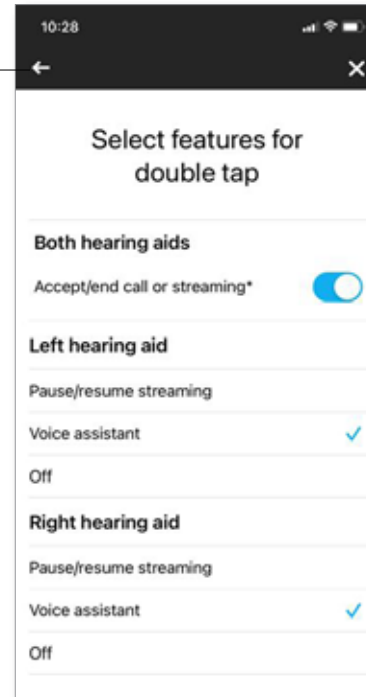 10:28
Select features for
double tap
Both hearing aids
Accept/end call or streaming*
Left hearing aid
Pause/resume streaming
Voice assistant
Off
Right hearing aid
Pause/resume streaming
Voice assistant
Off